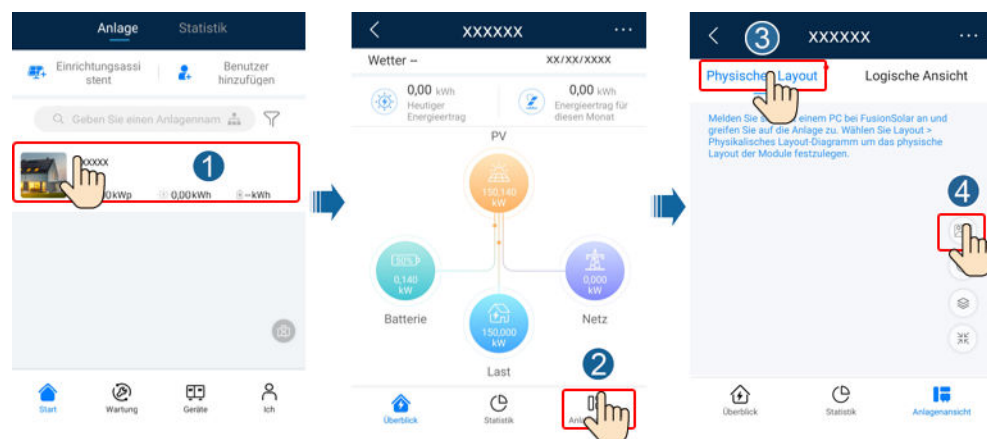 Anlage Statistik
Einrichtungsassi
stent
Benutzer
hinzufügen
Geben Sie einen Anlagennam
1
xxxxx
0kWp 0,00kWh --kWh
Start Wartung Geräte Ich
XXXXXX
Wetter -- XX/XX/XXXX
0,00 kWh
Heutiger
Energieertrag
0,00 kWh
Energieertrag für
diesen Monat
PV
150,140
kW
90%
0,140
kW
0,000
kW
Batterie Netz
150,000
kW
Last
2
Überblick Statistik
3
XXXXXX
Physisches Layout Logische Ansicht
Melden Sie einem PC bei FusionSolar an und
greifen Sie auf die Anlage zu. Wählen Sie Layout >
Physikalisches Layout-Diagramm um das physische
Layout der Module festzulegen.
4
Überblick Statistik Anlagenansicht